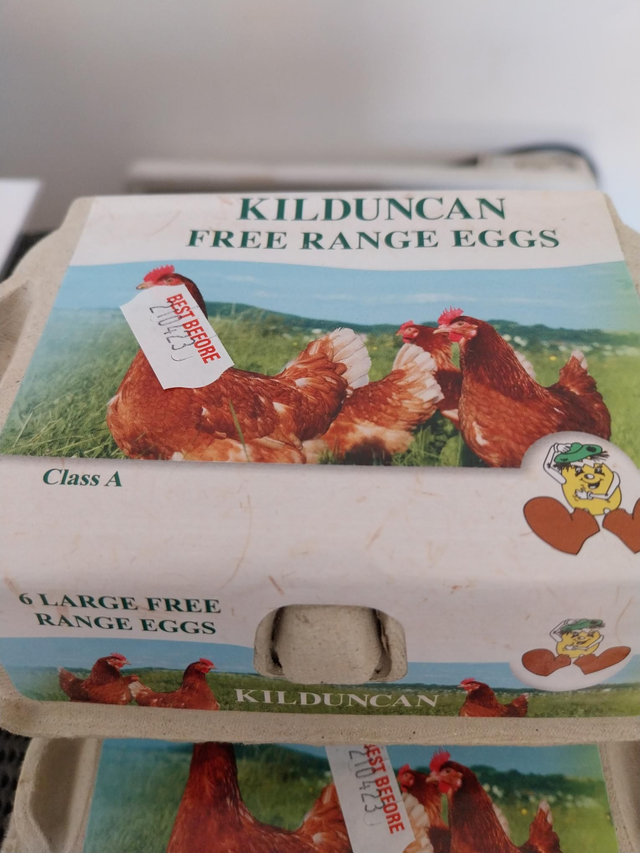 KILDUNCAN
FREE RANGE EGGS
BEST BEFORE
210423
Class A
6 LARGE FREE
RANGE EGGS
KILDUNCAN
BEST BEFORE
210423